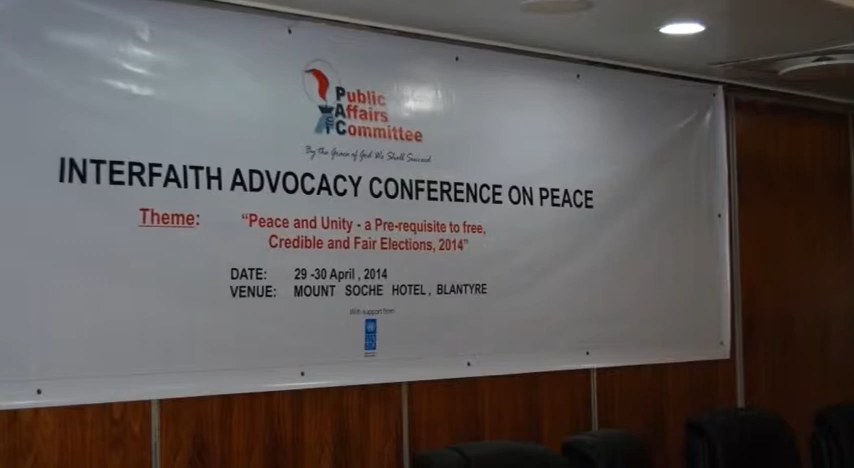 Public
Affairs
Committee
By the Grace of God We Shall Succeed
INTERFAITH ADVOCACY CONFERENCE ON PEACE
Theme: "Peace and Unity - a Pre-requisite to free,
Credible and Fair Elections, 2014"
DATE: 29 -30 April , 2014
VENUE: MOUNT SOCHE HOTEL, BLANTYRE
With support from